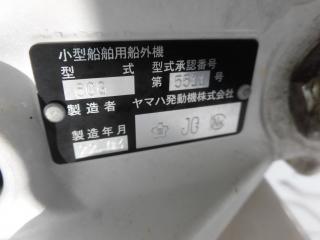 小型船舶用船外機
型式 型式承認番号
第 号
製造者 ヤマハ発動機株式会社
製造年月 JG